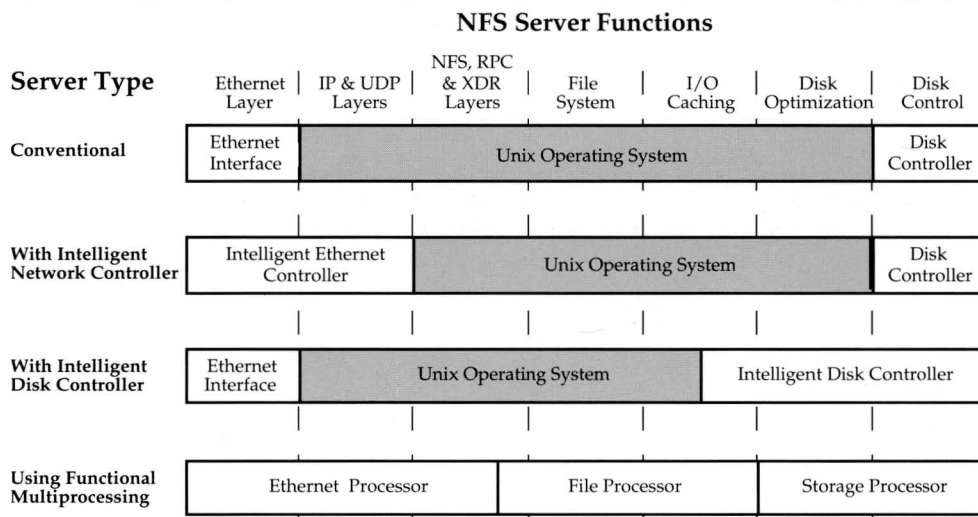 NFS Server Functions
Server Type
Ethernet Layer
IP & UDP Layers
NFS, RPC & XDR Layers
File System
I/O Caching
Disk Optimization
Disk Control
Conventional
Ethernet Interface
Unix Operating System
Disk Controller
With Intelligent Network Controller
Intelligent Ethernet Controller
Unix Operating System
Disk Controller
With Intelligent Disk Controller
Ethernet Interface
Unix Operating System
Intelligent Disk Controller
Using Functional Multiprocessing
Ethernet Processor
File Processor
Storage Processor